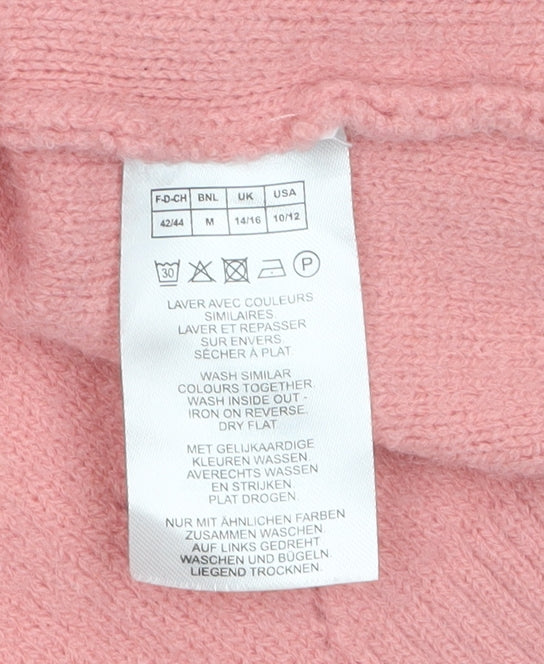 F-D-CH BNL UK USA
42/44 M 14/16 10/12
30 P
LAVER AVEC COULEURS
SIMILAIRES.
LAVER ET REPASSER
SUR ENVERS.
SÉCHER À PLAT
WASH SIMILAR
COLOURS TOGETHER.
WASH INSIDE OUT -
IRON ON REVERSE.
DRY FLAT
MET GELIJKAARDIGE
KLEUREN WASSEN.
AVERECHTS WASSEN
EN STRIJKEN
PLAT DROGEN.
NUR MIT ÄHNLICHEN FARBEN
ZUSAMMEN WASCHEN.
AUF LINKS GEDREHT
WASCHEN UND BÜGELN.
LIEGEND TROCKNEN.